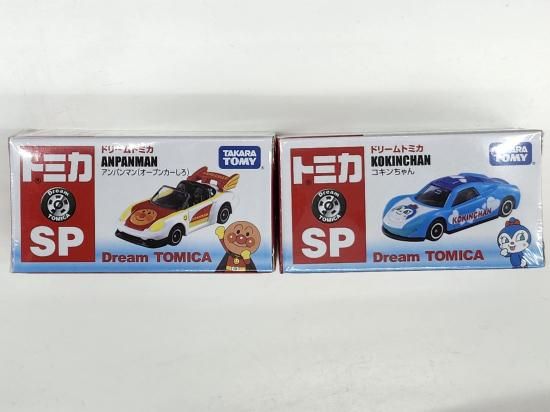 トミカ
Dream
TOMICA
SP
ドリームトミカ
ANPANMAN
アンパンマン(オープンカーしろ)
TAKARA
TOMY
Dream TOMICA
トミカ
Dream
TOMICA
SP
ドリームトミカ
KOKINCHAN
コキンちゃん
TAKARA
TOMY
KOKINCHAN
Dream TOMICA